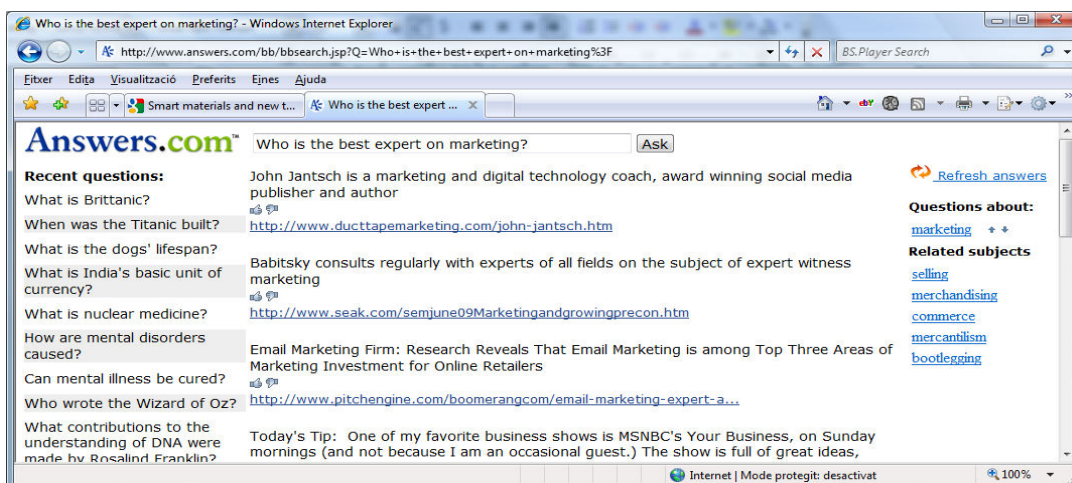 Who is the best expert on marketing? - Windows Internet Explorer
http://www.answers.com/bb/bbsearch.jsp?Q=Who+is+the+best+expert+on+marketing%3F
BS.Player Search
Fitxer Edita Visualització Preferits Eines Ajuda
Smart materials and new t... Who is the best expert ...
Answers.com™
Who is the best expert on marketing? Ask
Recent questions:
What is Brittanic?
When was the Titanic built?
What is the dogs' lifespan?
What is India's basic unit of
currency?
What is nuclear medicine?
How are mental disorders
caused?
Can mental illness be cured?
Who wrote the Wizard of Oz?
What contributions to the
understanding of DNA were
made by Rosalind Franklin?
John Jantsch is a marketing and digital technology coach, award winning social media
publisher and author
http://www.ducttapemarketing.com/john-jantsch.htm
Babitsky consults regularly with experts of all fields on the subject of expert witness
marketing
http://www.seak.com/semjune09Marketingandgrowingprecon.htm
Email Marketing Firm: Research Reveals That Email Marketing is among Top Three Areas of
Marketing Investment for Online Retailers
http://www.pitchengine.com/boomerangcom/email-marketing-expert-a...
Today's Tip: One of my favorite business shows is MSNBC's Your Business, on Sunday
mornings (and not because I am an occasional guest.) The show is full of great ideas,
Refresh answers
Questions about:
marketing
Related subjects
selling
merchandising
commerce
mercantilism
bootlegging
Internet | Mode protegit: desactivat
100%